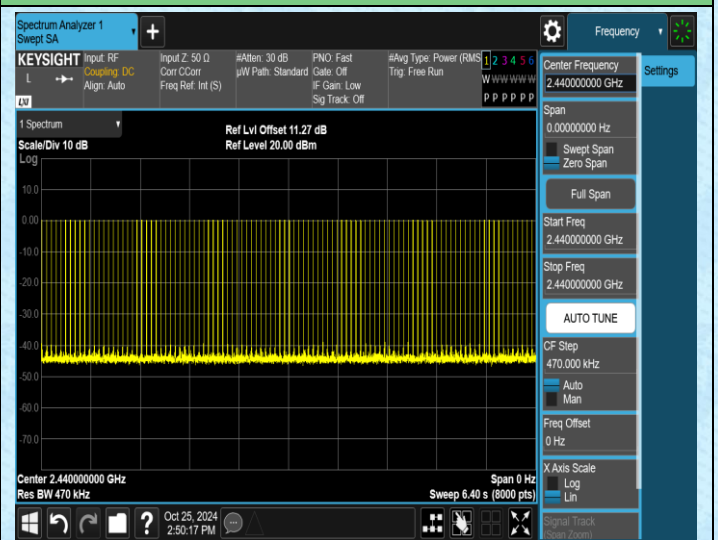 Spectrum Analyzer 1
Swept SA
+
Frequency
KEYSIGHT
L
LXI
Input: RF
Coupling: DC
Align: Auto
Input Z: 50 Ω
Corr CCorr
Freq Ref: Int (S)
#Atten: 30 dB
µW Path: Standard
PNO: Fast
Gate: Off
IF Gain: Low
Sig Track: Off
#Avg Type: Power (RMS
Trig: Free Run
1 2 3 4 5 6
W W W W W W
P P P P P P
Center Frequency
2.440000000 GHz
Settings
Span
0.00000000 Hz
Swept Span
Zero Span
Full Span
Start Freq
2.440000000 GHz
Stop Freq
2.440000000 GHz
AUTO TUNE
CF Step
470.000 kHz
Auto
Man
Freq Offset
0 Hz
X Axis Scale
Log
Lin
Signal Track
(Span Zoom)
1 Spectrum
Scale/Div 10 dB
Ref Lvl Offset 11.27 dB
Ref Level 20.00 dBm
Log
10.0
0.00
-10.0
-20.0
-30.0
-40.0
-50.0
-60.0
-70.0
Center 2.440000000 GHz
Res BW 470 kHz
Span 0 Hz
Sweep 6.40 s (8000 pts)
?
Oct 25, 2024
2:50:17 PM